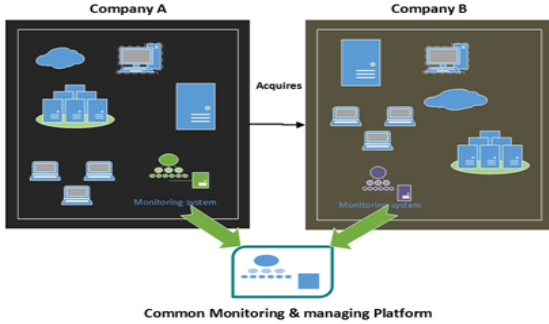 Company A
Company B
Acquires
Monitoring system
Monitoring system
Common Monitoring & managing Platform